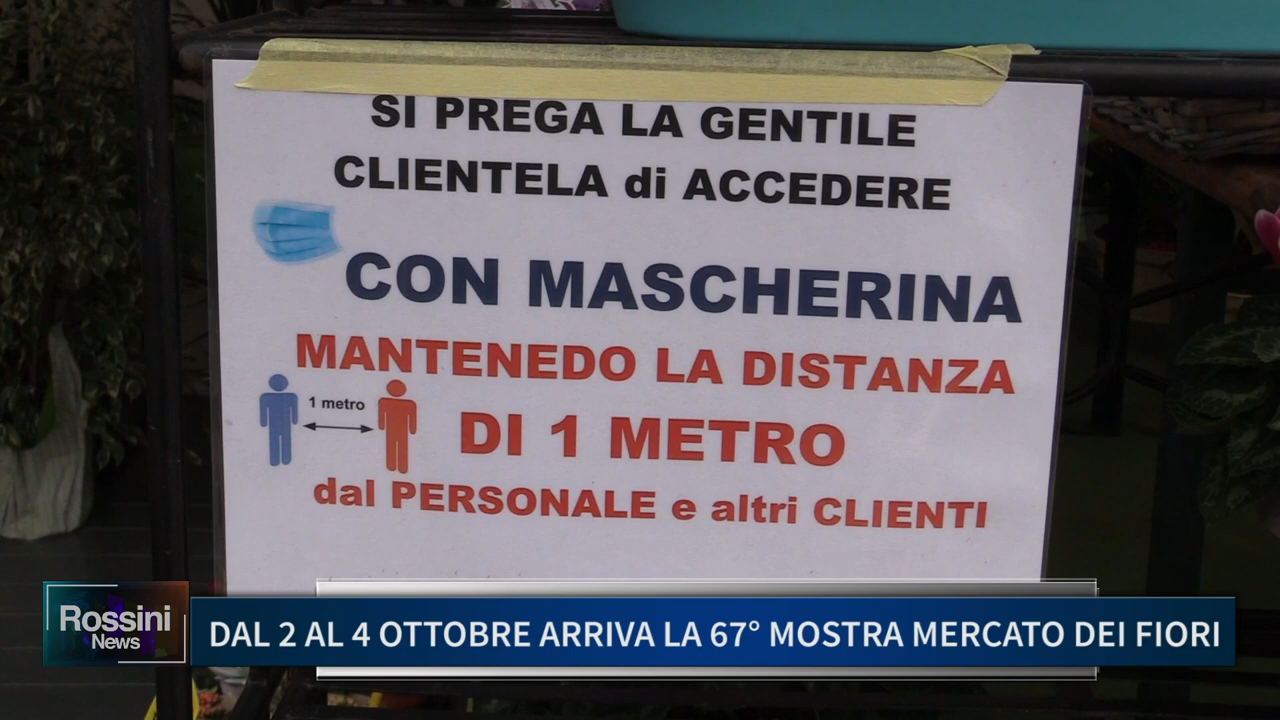 SI PREGA LA GENTILE
CLIENTELA di ACCEDERE
CON MASCHERINA
MANTENEDO LA DISTANZA
1 metro
DI 1 METRO
dal PERSONALE e altri CLIENTI
Rossini
News
DAL 2 AL 4 OTTOBRE ARRIVA LA 67° MOSTRA MERCATO DEI FIORI